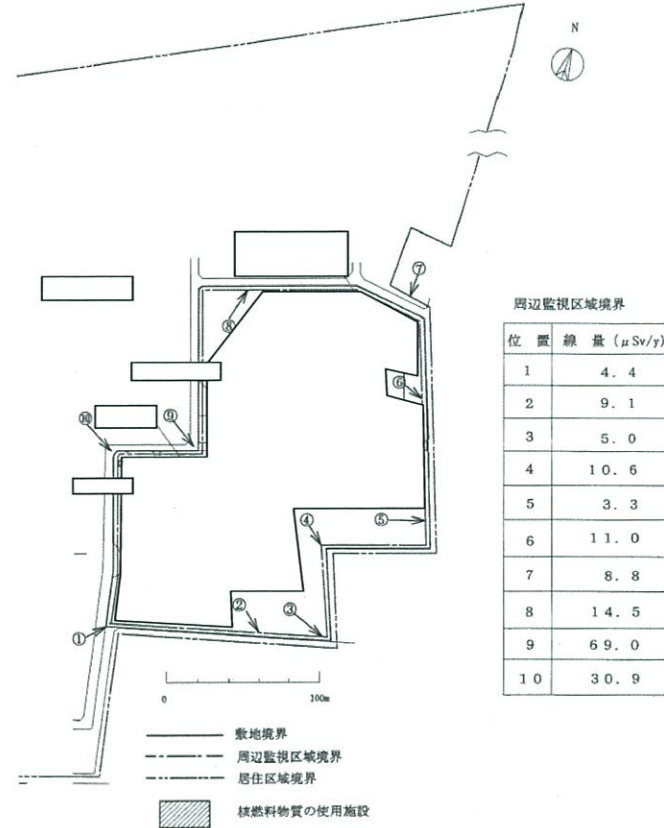 N
⑦
⑧
⑥
⑩
⑨
④
⑤
②
③
①
0
100m
敷地境界
周辺監視区域境界
居住区域境界
核燃料物質の使用施設
周辺監視区域境界
位 置 線 量 (μSv/y)
1 4. 4
2 9. 1
3 5. 0
4 10. 6
5 3. 3
6 11. 0
7 8. 8
8 14. 5
9 69. 0
10 30. 9